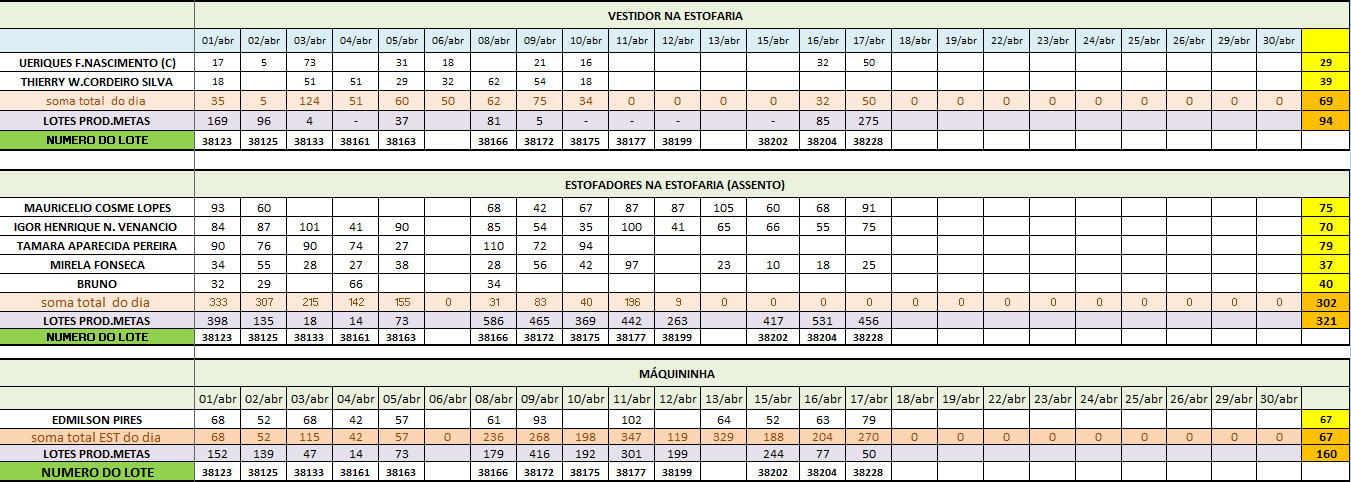 VESTIDOR NA ESTOFARIA
01/abr 02/abr 03/abr 04/abr 05/abr 06/abr 08/abr 09/abr 10/abr 11/abr 12/abr 13/abr 15/abr 16/abr 17/abr 18/abr 19/abr 22/abr 23/abr 24/abr 25/abr 26/abr 29/abr 30/abr
UERIQUES F.NASCIMENTO (C) 17 5 73 31 18 21 16 32 50 29
THIERRY W.CORDEIRO SILVA 18 51 51 29 32 62 54 18 39
soma total do dia 35 5 124 51 60 50 62 75 34 0 0 0 0 32 50 0 0 0 0 0 0 0 0 0 69
LOTES PROD.METAS 169 96 4 - 37 81 5 - - - - 85 275 94
NUMERO DO LOTE 38123 38125 38133 38161 38163 38166 38172 38175 38177 38199 38202 38204 38228
ESTOFADORES NA ESTOFARIA (ASSENTO)
MAURICELIO COSME LOPES 93 60 68 42 67 87 87 105 60 68 91 75
IGOR HENRIQUE N. VENANCIO 84 87 101 41 90 85 54 35 100 41 65 66 55 75 70
TAMARA APARECIDA PEREIRA 90 76 90 74 27 110 72 94 79
MIRELA FONSECA 34 55 28 27 38 28 56 42 97 23 10 18 25 37
BRUNO 32 29 66 34 40
soma total do dia 333 307 215 142 155 0 31 83 40 196 9 0 0 0 0 0 0 0 0 0 0 0 0 0 302
LOTES PROD.METAS 398 135 18 14 73 586 465 369 442 263 417 531 456 321
NUMERO DO LOTE 38123 38125 38133 38161 38163 38166 38172 38175 38177 38199 38202 38204 38228
MÁQUININHA
01/abr 02/abr 03/abr 04/abr 05/abr 06/abr 08/abr 09/abr 10/abr 11/abr 12/abr 13/abr 15/abr 16/abr 17/abr 18/abr 19/abr 22/abr 23/abr 24/abr 25/abr 26/abr 29/abr 30/abr
EDMILSON PIRES 68 52 68 42 57 61 93 102 64 52 63 79 67
soma total EST do dia 68 52 115 42 57 0 236 268 198 347 119 329 188 204 270 0 0 0 0 0 0 0 0 0 67
LOTES PROD.METAS 152 139 47 14 73 179 416 192 301 199 244 77 50 160
NUMERO DO LOTE 38123 38125 38133 38161 38163 38166 38172 38175 38177 38199 38202 38204 38228